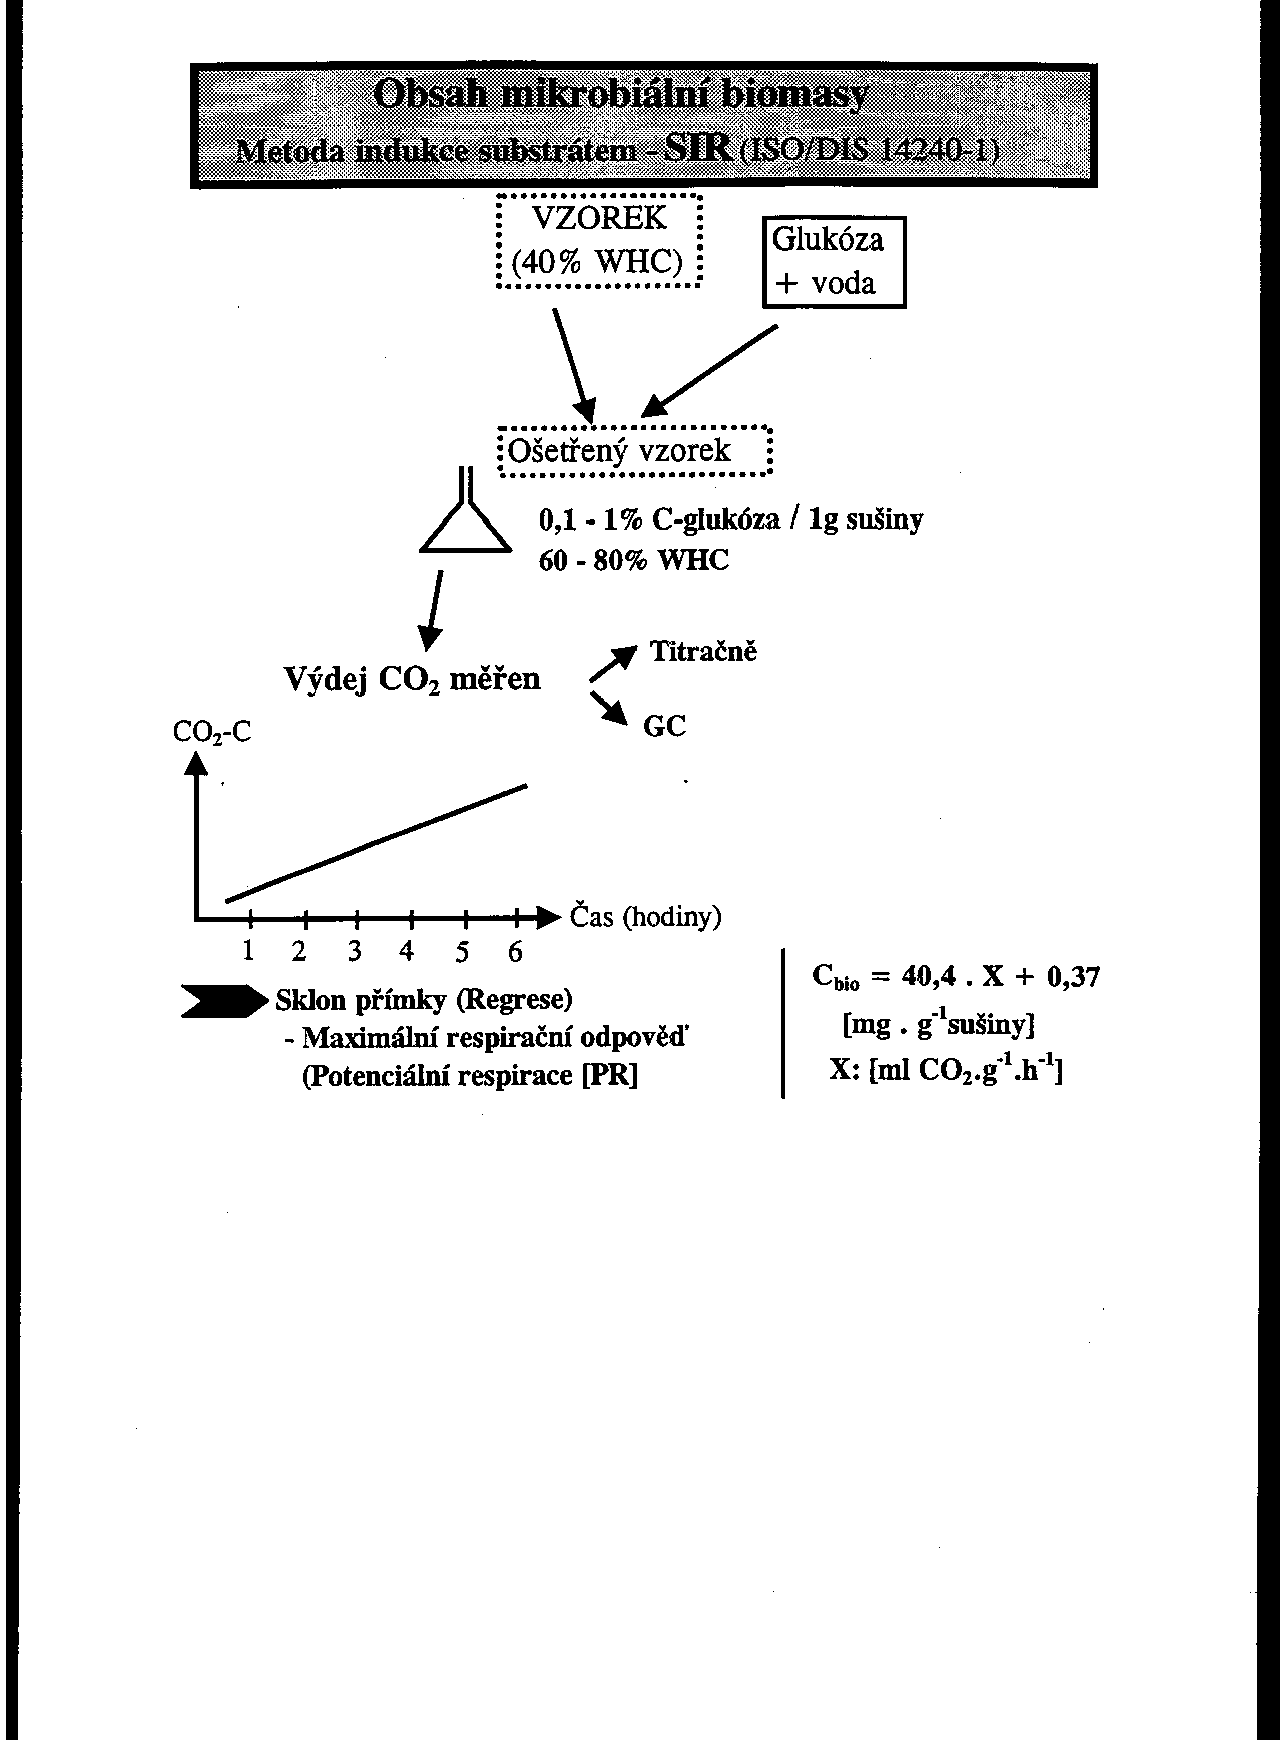 Obsah mikrobiální biomasy
Metoda indukce substrátem - SIR (ISO/DIS 14240-1)
VZOREK
(40% WHC)
Glukóza
+ voda
Ošetřený vzorek
0,1 - 1% C-glukóza / 1g sušiny
60 - 80% WHC
Výdej CO₂ měřen
Titračně
GC
CO₂-C
Čas (hodiny)
1 2 3 4 5 6
Sklon přímky (Regrese)
- Maximální respirační odpověď
(Potenciální respirace [PR]
C_bio = 40,4 . X + 0,37
[mg . g⁻¹sušiny]
X: [ml CO₂.g⁻¹.h⁻¹]